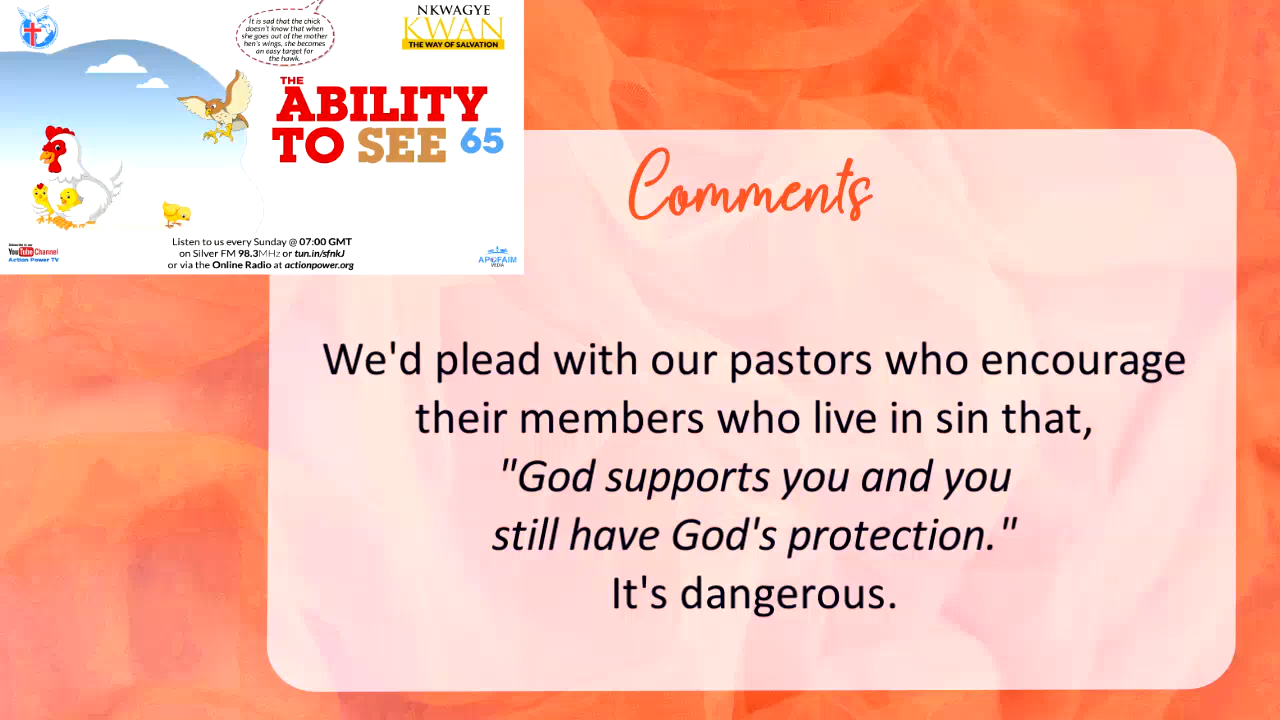 It is sad that the chick
doesn't know that when
she goes out of the mother
hen's wings, she becomes
an easy target for
the hawk.
NKWAGYE
KWAN
THE WAY OF SALVATION
THE
ABILITY
TO SEE 65
Listen to us every Sunday @ 07:00 GMT
on Silver FM 98.3MHz or tun.in/sfnkJ
or via the Online Radio at actionpower.org
YouTube Channel
Action Power TV
APOFAIM
MEDIA
Comments
We'd plead with our pastors who encourage
their members who live in sin that,
"God supports you and you
still have God's protection."
It's dangerous.